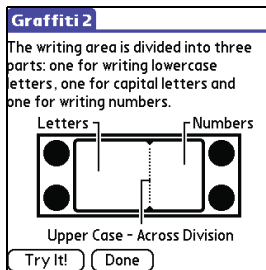 Graffiti 2
The writing area is divided into three
parts: one for writing lowercase
letters, one for capital letters and
one for writing numbers.
Letters
Numbers
Upper Case - Across Division
Try It!
Done